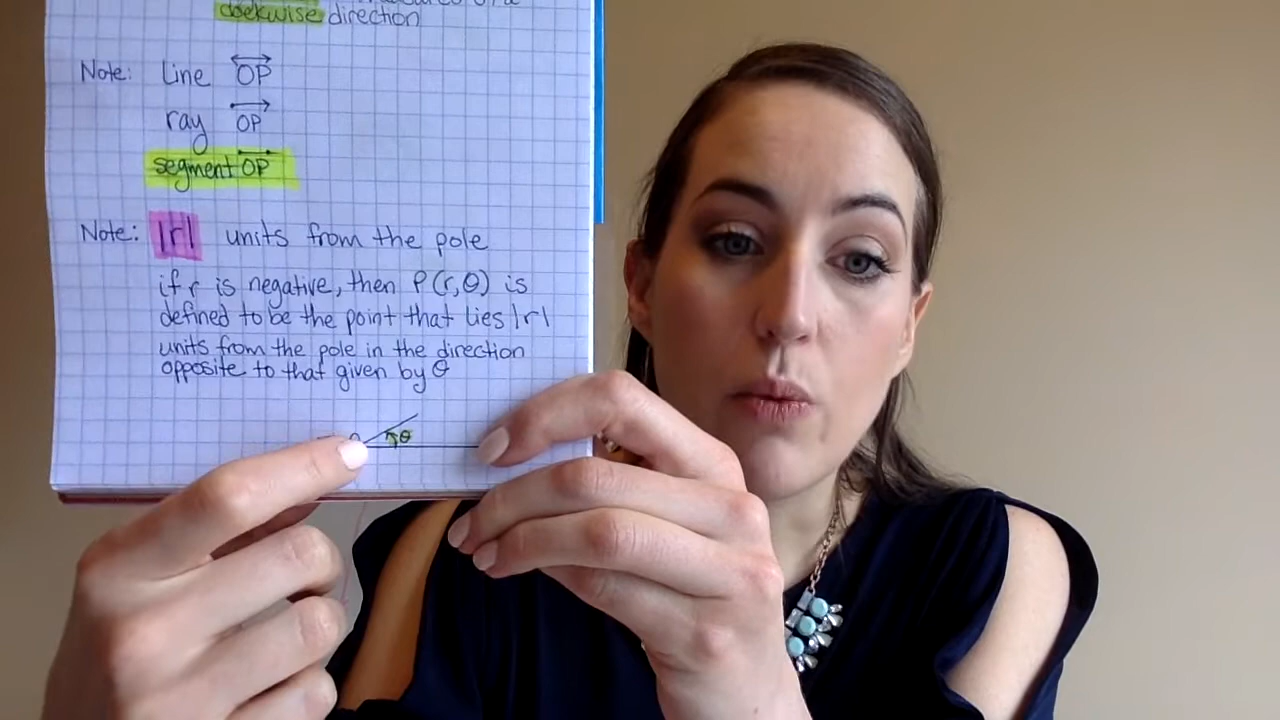 clockwise direction
Note: Line OP
ray OP
segment OP
Note: |r| units from the pole
if r is negative, then P(r,θ) is
defined to be the point that lies |r|
units from the pole in the direction
opposite to that given by θ
θ